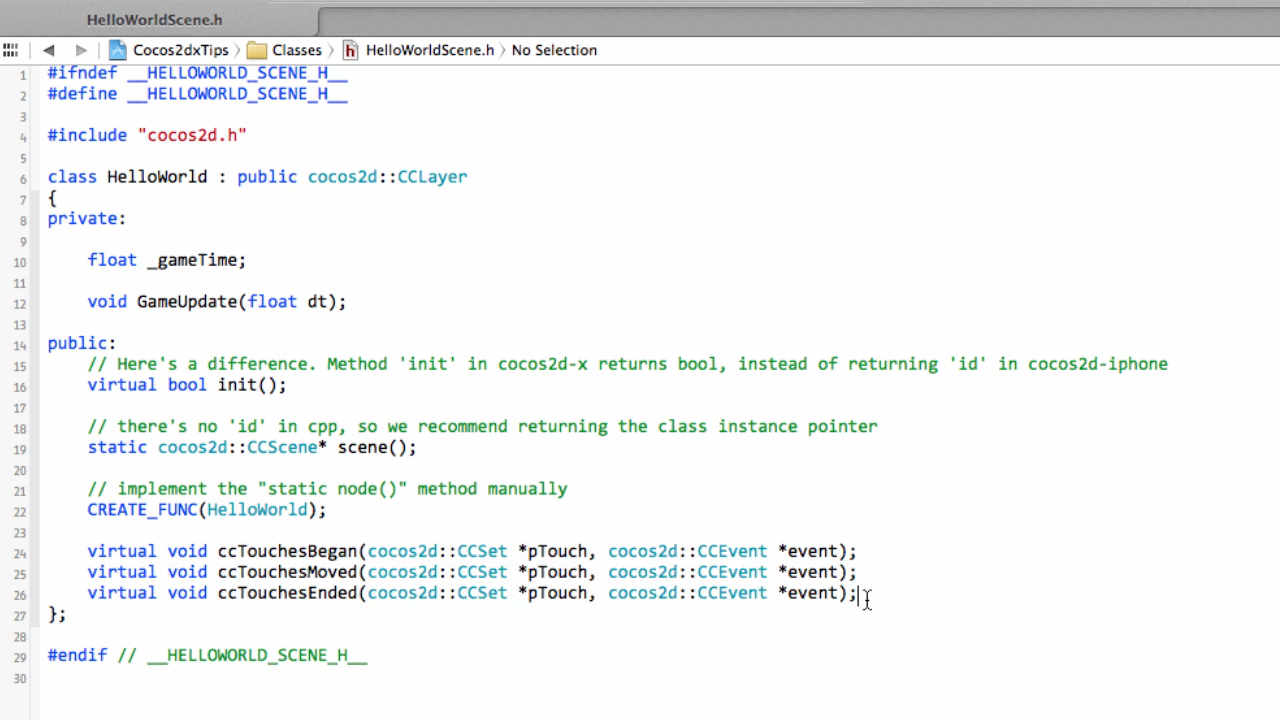 HelloWorldScene.h
Cocos2dxTips Classes h HelloWorldScene.h No Selection
1 #ifndef __HELLOWORLD_SCENE_H__
2 #define __HELLOWORLD_SCENE_H__
3
4 #include "cocos2d.h"
5
6 class HelloWorld : public cocos2d::CCLayer
7 {
8 private:
9
10 float _gameTime;
11
12 void GameUpdate(float dt);
13
14 public:
15 // Here's a difference. Method 'init' in cocos2d-x returns bool, instead of returning 'id' in cocos2d-iphone
16 virtual bool init();
17
18 // there's no 'id' in cpp, so we recommend returning the class instance pointer
19 static cocos2d::CCScene* scene();
20
21 // implement the "static node()" method manually
22 CREATE_FUNC(HelloWorld);
23
24 virtual void ccTouchesBegan(cocos2d::CCSet *pTouch, cocos2d::CCEvent *event);
25 virtual void ccTouchesMoved(cocos2d::CCSet *pTouch, cocos2d::CCEvent *event);
26 virtual void ccTouchesEnded(cocos2d::CCSet *pTouch, cocos2d::CCEvent *event);
27 };
28
29 #endif // __HELLOWORLD_SCENE_H__
30